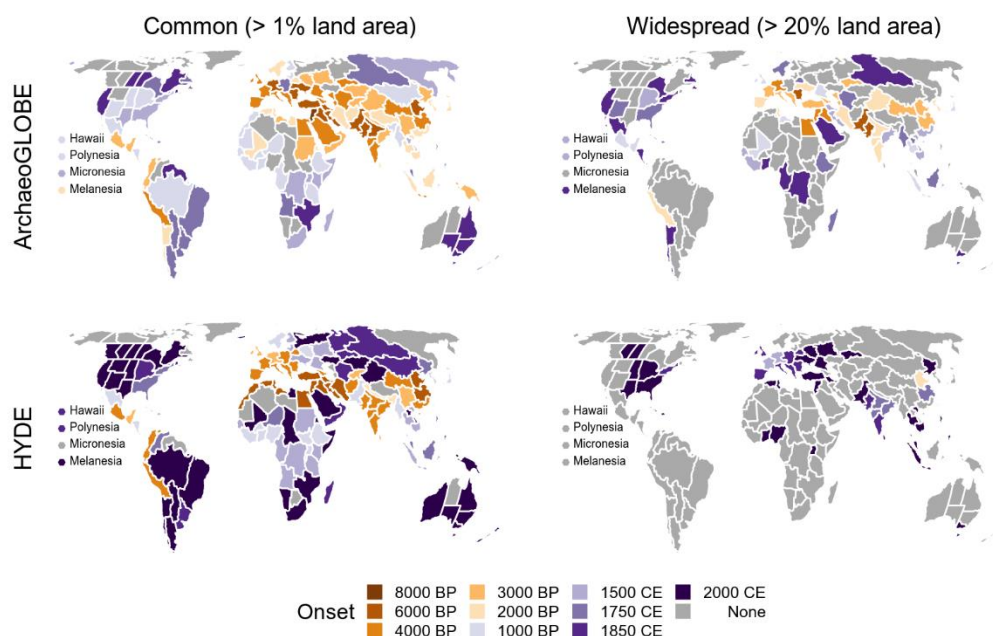 Common (> 1% land area)
Widespread (> 20% land area)
ArchaeoGLOBE
Hawaii
Polynesia
Micronesia
Melanesia
Hawaii
Polynesia
Micronesia
Melanesia
HYDE
Hawaii
Polynesia
Micronesia
Melanesia
Hawaii
Polynesia
Micronesia
Melanesia
Onset
8000 BP 3000 BP 1500 CE 2000 CE
6000 BP 2000 BP 1750 CE None
4000 BP 1000 BP 1850 CE